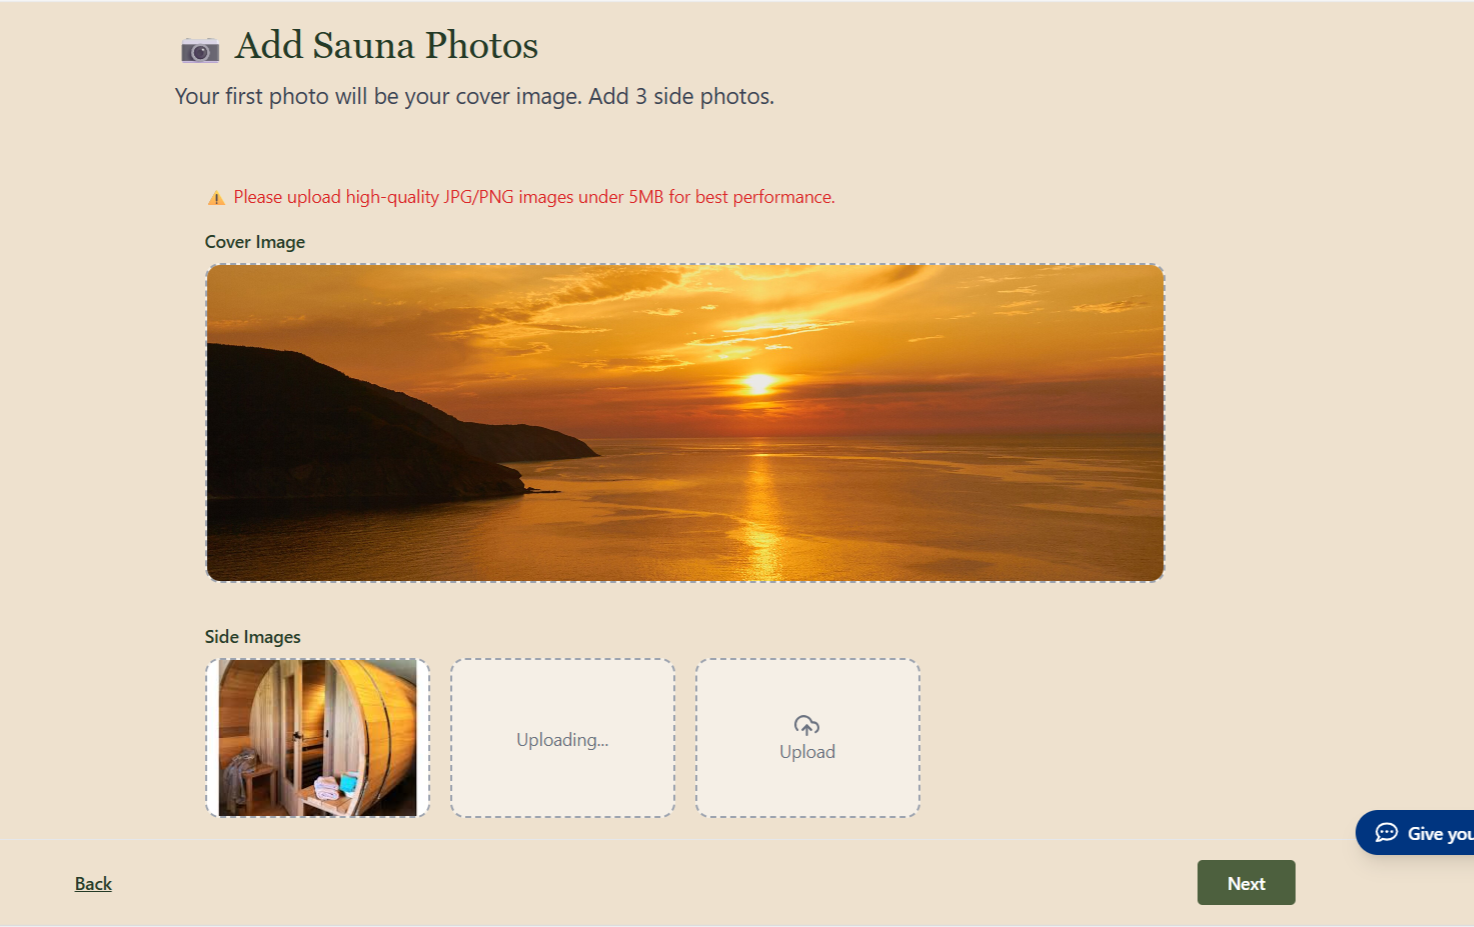 Add Sauna Photos
Your first photo will be your cover image. Add 3 side photos.
Please upload high-quality JPG/PNG images under 5MB for best performance.
Cover Image
Side Images
Uploading...
Upload
Give you
Back
Next